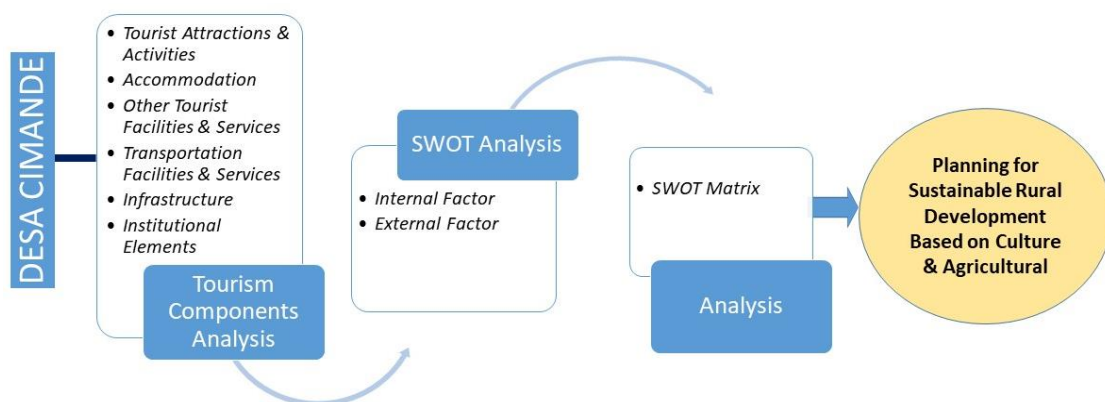 DESA CIMANDE
• Tourist Attractions &
Activities
• Accommodation
• Other Tourist
Facilities & Services
• Transportation
Facilities & Services
• Infrastructure
• Institutional
Elements
Tourism
Components
Analysis
SWOT Analysis
• Internal Factor
• External Factor
• SWOT Matrix
Analysis
Planning for
Sustainable Rural
Development
Based on Culture
& Agricultural